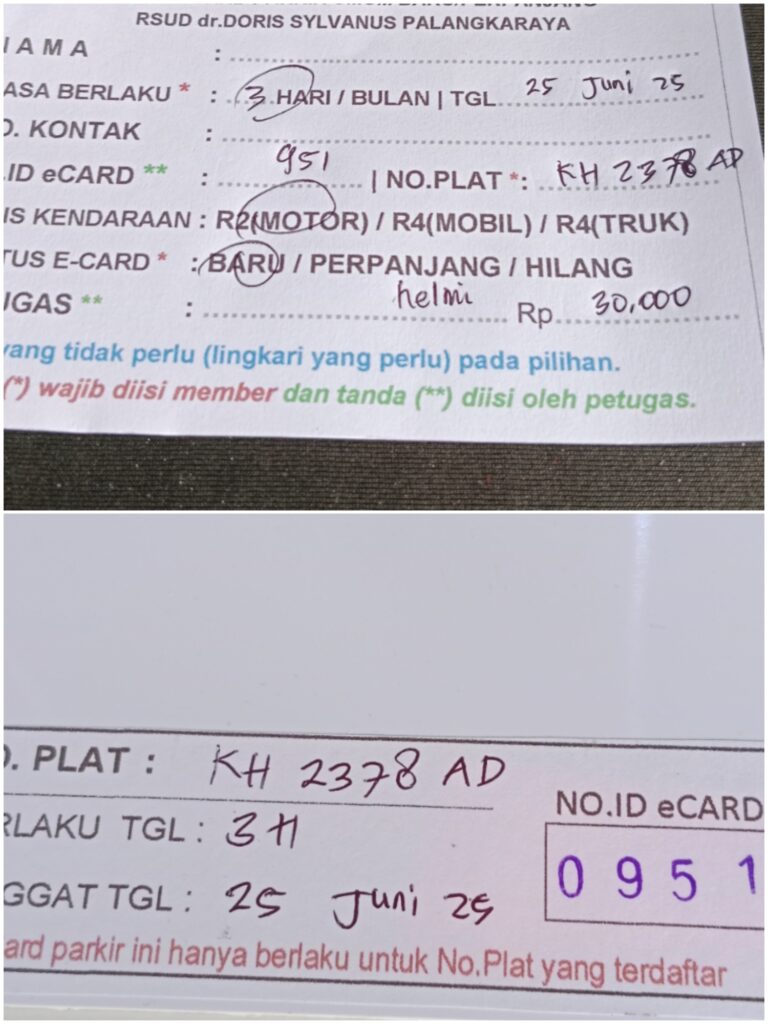 RSUD dr.DORIS SYLVANUS PALANGKARAYA
NAMA :
ASA BERLAKU * : 3 HARI / BULAN | TGL 25 Juni 25
O. KONTAK :
.ID eCARD ** : 951 | NO.PLAT *: KH 2378 AD
IS KENDARAAN : R2(MOTOR) / R4(MOBIL) / R4(TRUK)
TUS E-CARD * : BARU / PERPANJANG / HILANG
UGAS ** : helmi Rp 30,000
yang tidak perlu (lingkari yang perlu) pada pilihan.
(*) wajib diisi member dan tanda (**) diisi oleh petugas.
O. PLAT : KH 2378 AD
RLAKU TGL : 3 H
NO.ID eCARD
0951
GGAT TGL : 25 Juni 25
ard parkir ini hanya berlaku untuk No.Plat yang terdaftar